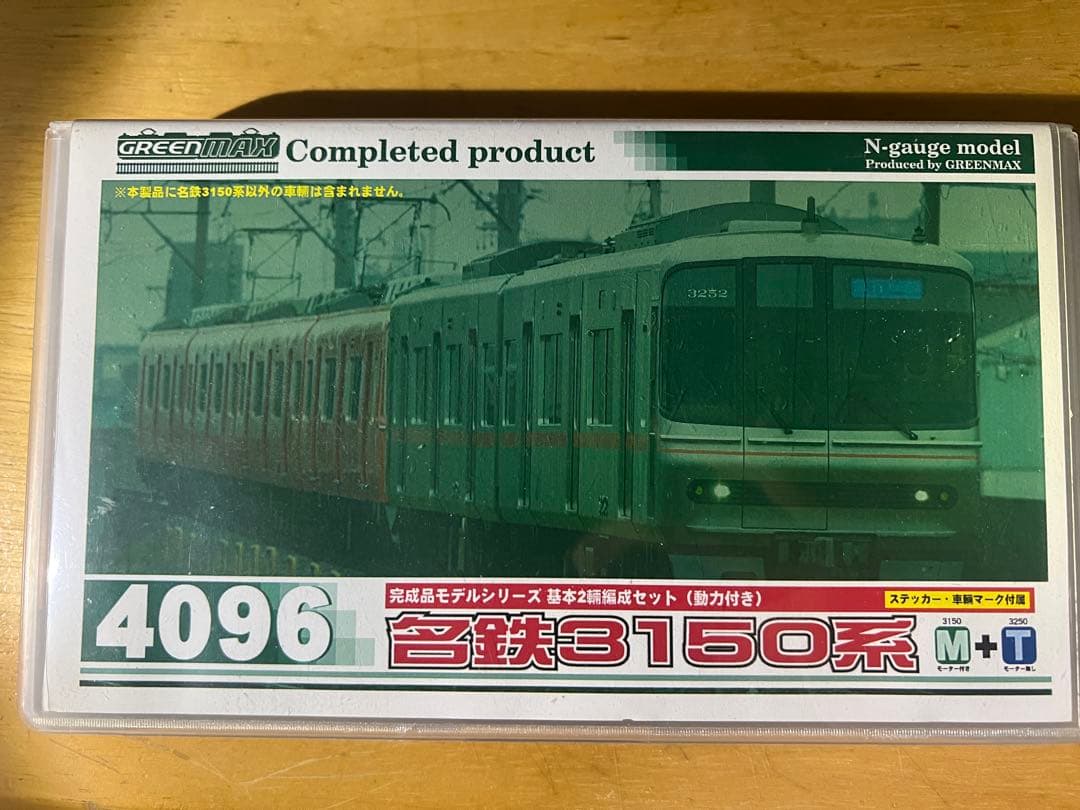 GREENMAX Completed product
N-gauge model
Produced by GREENMAX
※本製品に名鉄3150系以外の車輛は含まれません。
3252
22
4096
完成品モデルシリーズ 基本2輛編成セット（動力付き）
ステッカー・車輛マーク付属
名鉄3150系
3150
M
モーター付き
+
3250
T
モーター無し